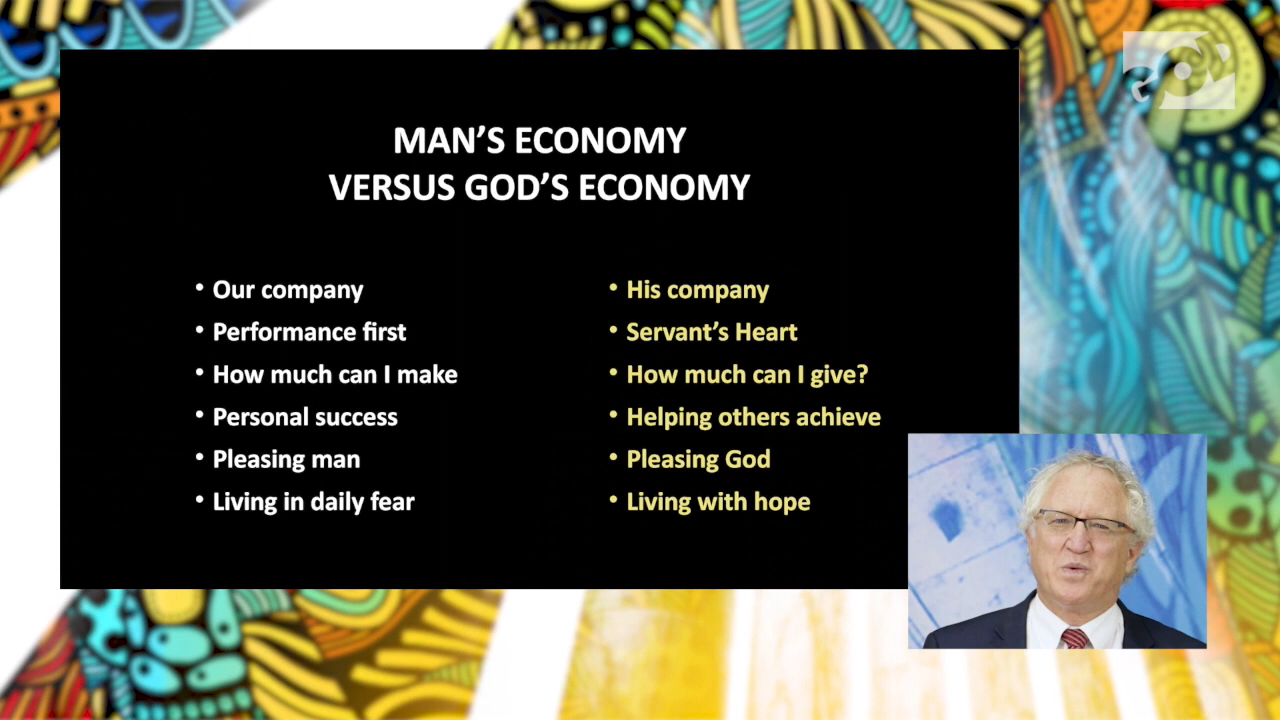 MAN’S ECONOMY
VERSUS GOD’S ECONOMY
• Our company
• Performance first
• How much can I make
• Personal success
• Pleasing man
• Living in daily fear
• His company
• Servant’s Heart
• How much can I give?
• Helping others achieve
• Pleasing God
• Living with hope